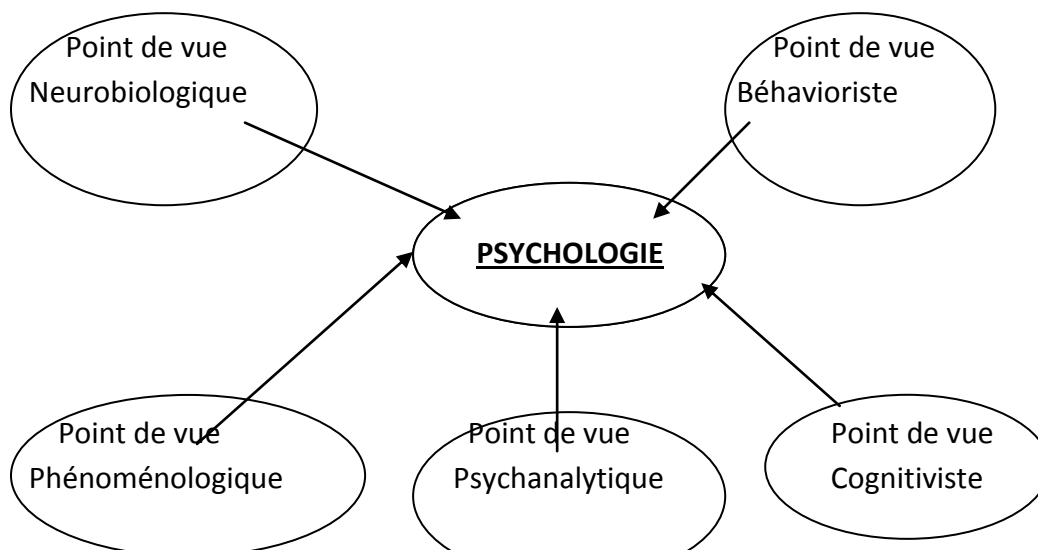 Point de vue
Neurobiologique
Point de vue
Béhavioriste
PSYCHOLOGIE
Point de vue
Phénoménologique
Point de vue
Psychanalytique
Point de vue
Cognitiviste